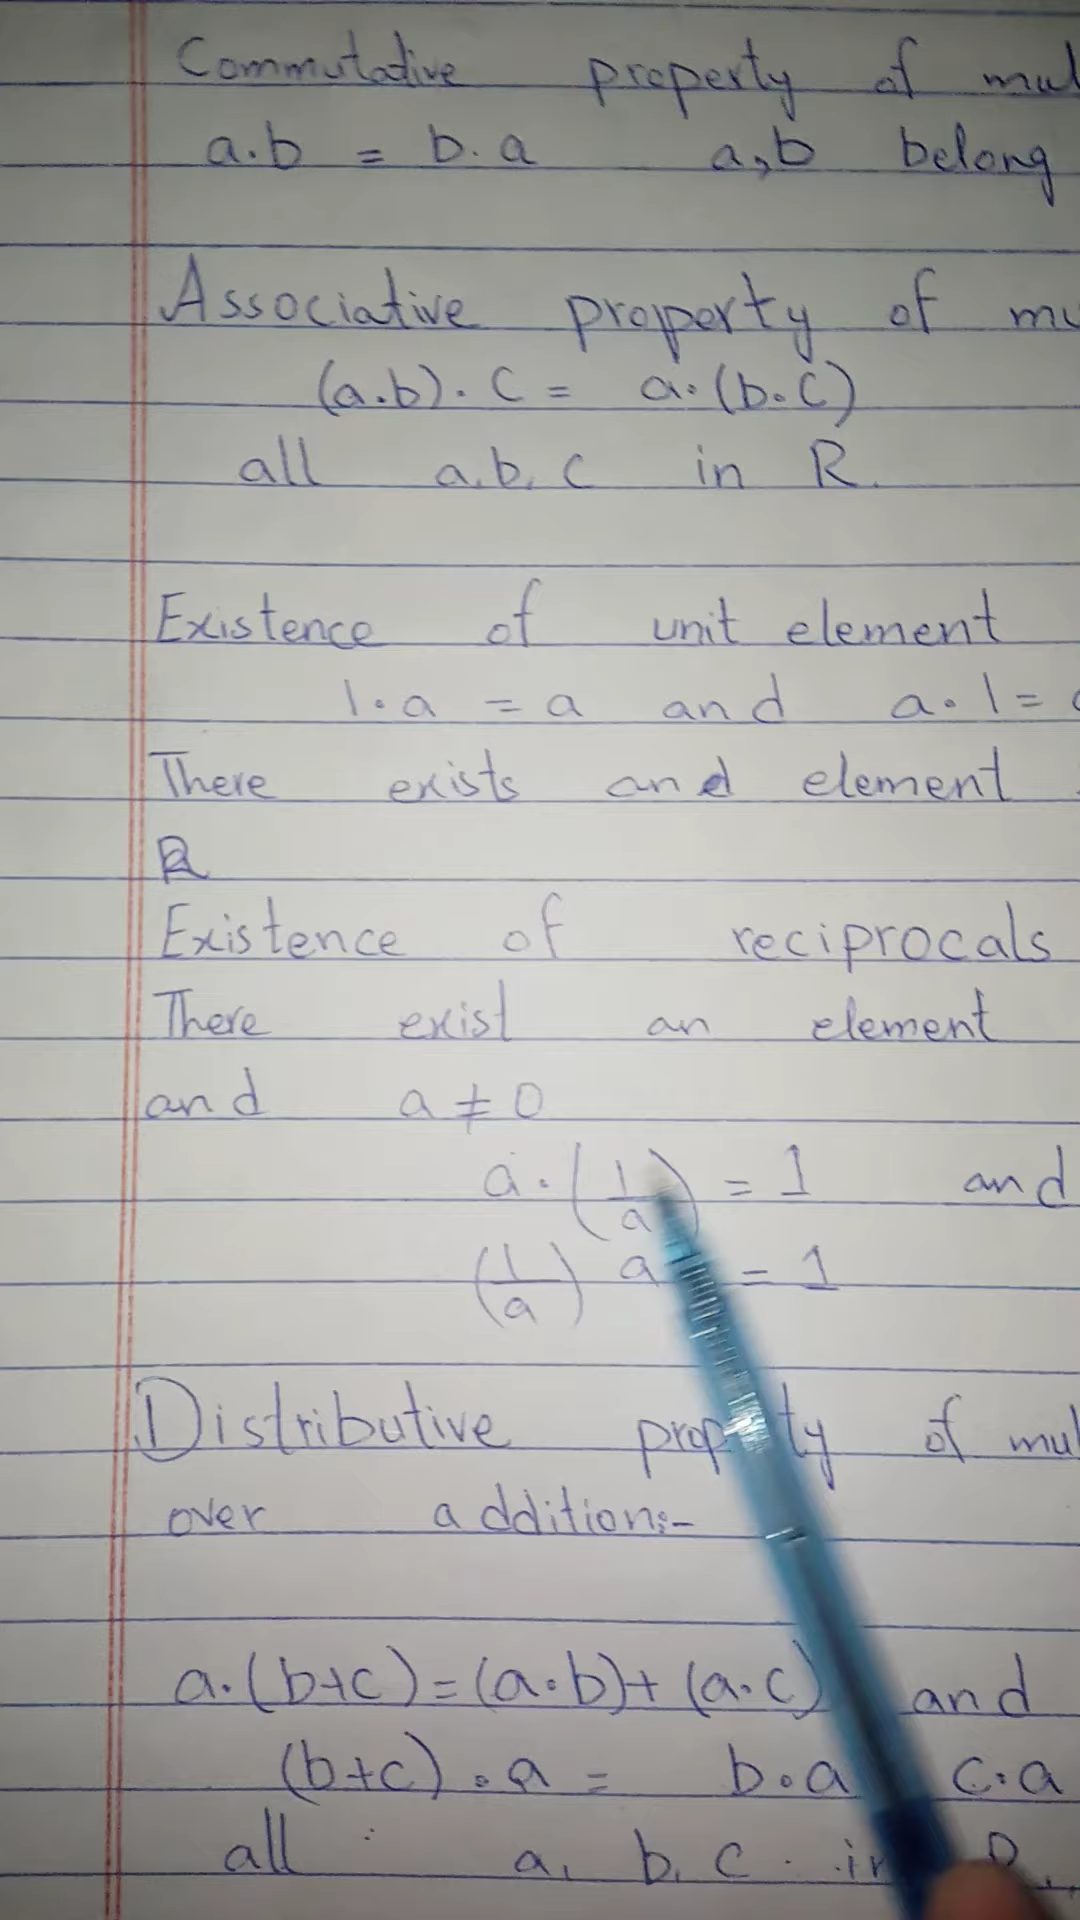 Commutative property of mul
a.b = b.a a,b belong
Associative property of mu
(a.b).C = a.(b.C)
all a,b,c in R.
Existence of unit element
1.a = a and a.1 =
There exists and element
R
Existence of reciprocals
There exist an element
and a ≠ 0
a.(1/a) = 1 and
(1/a) a = 1
Distributive property of mul
over addition:-
a.(b+c)=(a.b)+(a.c) and
(b+c).a = b.a c.a
all a, b, c in R